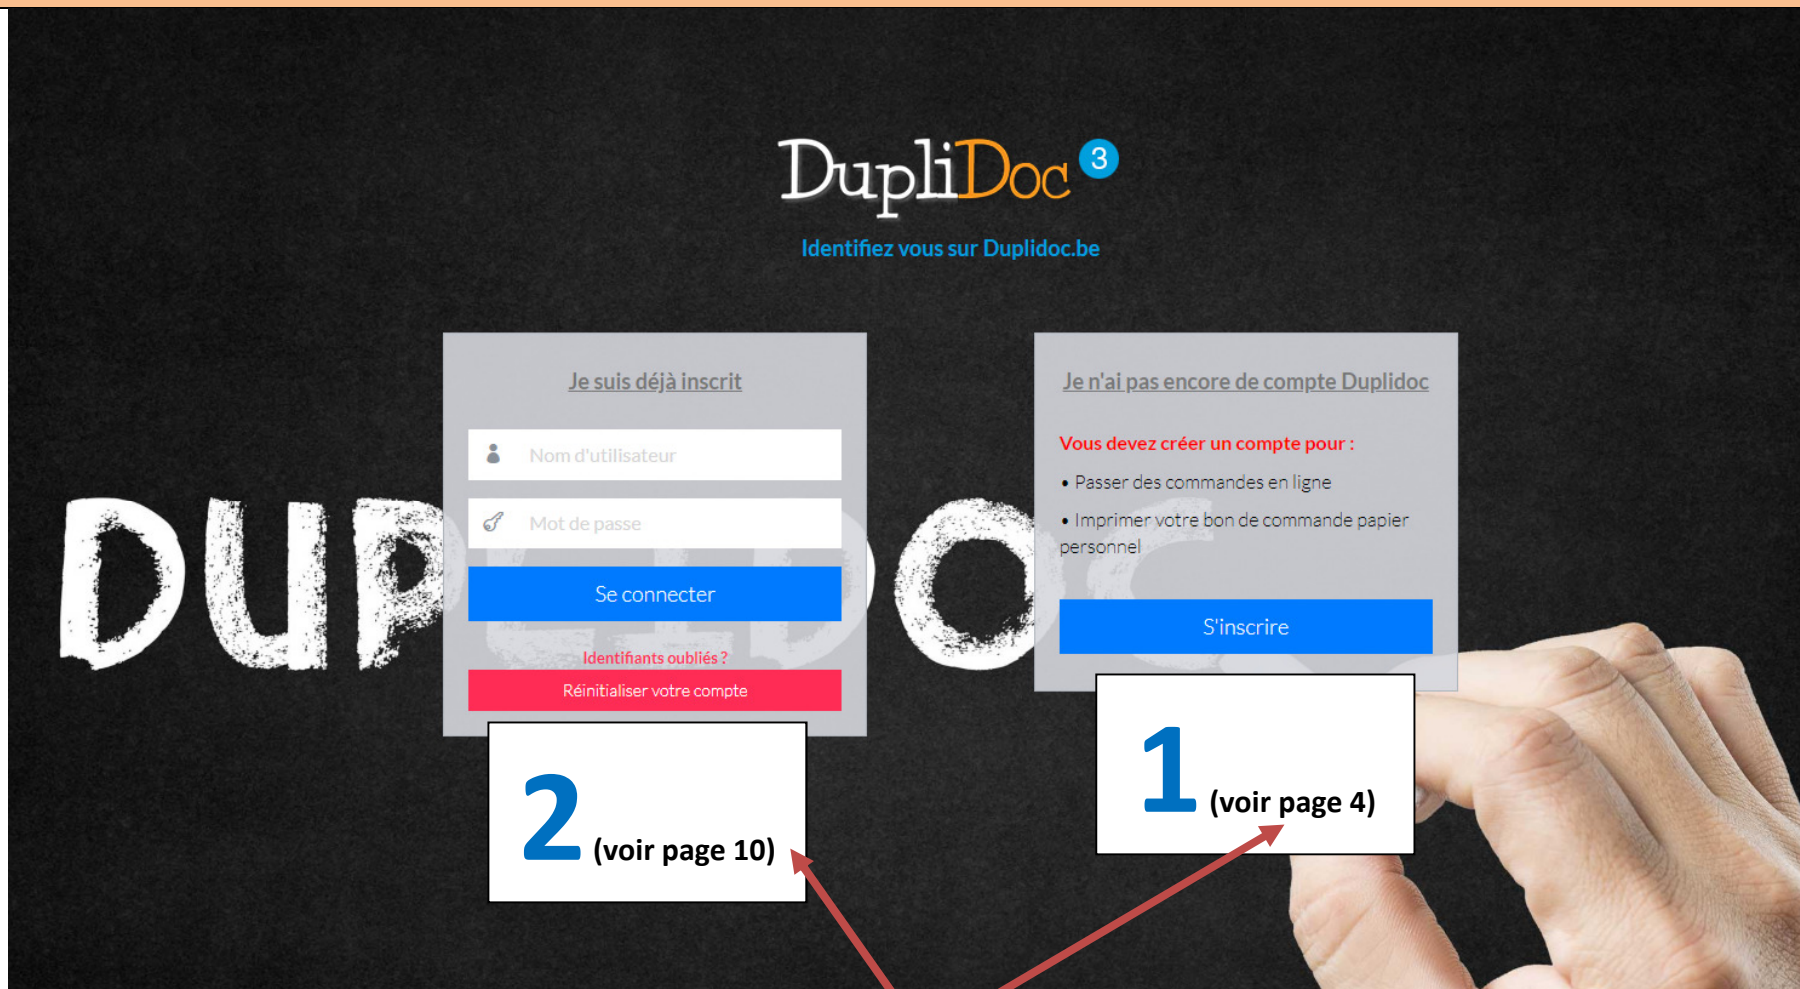 DupliDoc 3
Identifiez vous sur Duplidoc.be
Je suis déjà inscrit
Nom d'utilisateur
Mot de passe
Se connecter
Identifiants oubliés ?
Réinitialiser votre compte
2 (voir page 10)
Je n'ai pas encore de compte Duplidoc
Vous devez créer un compte pour :
• Passer des commandes en ligne
• Imprimer votre bon de commande papier
personnel
S'inscrire
1 (voir page 4)
DUPLIDOC